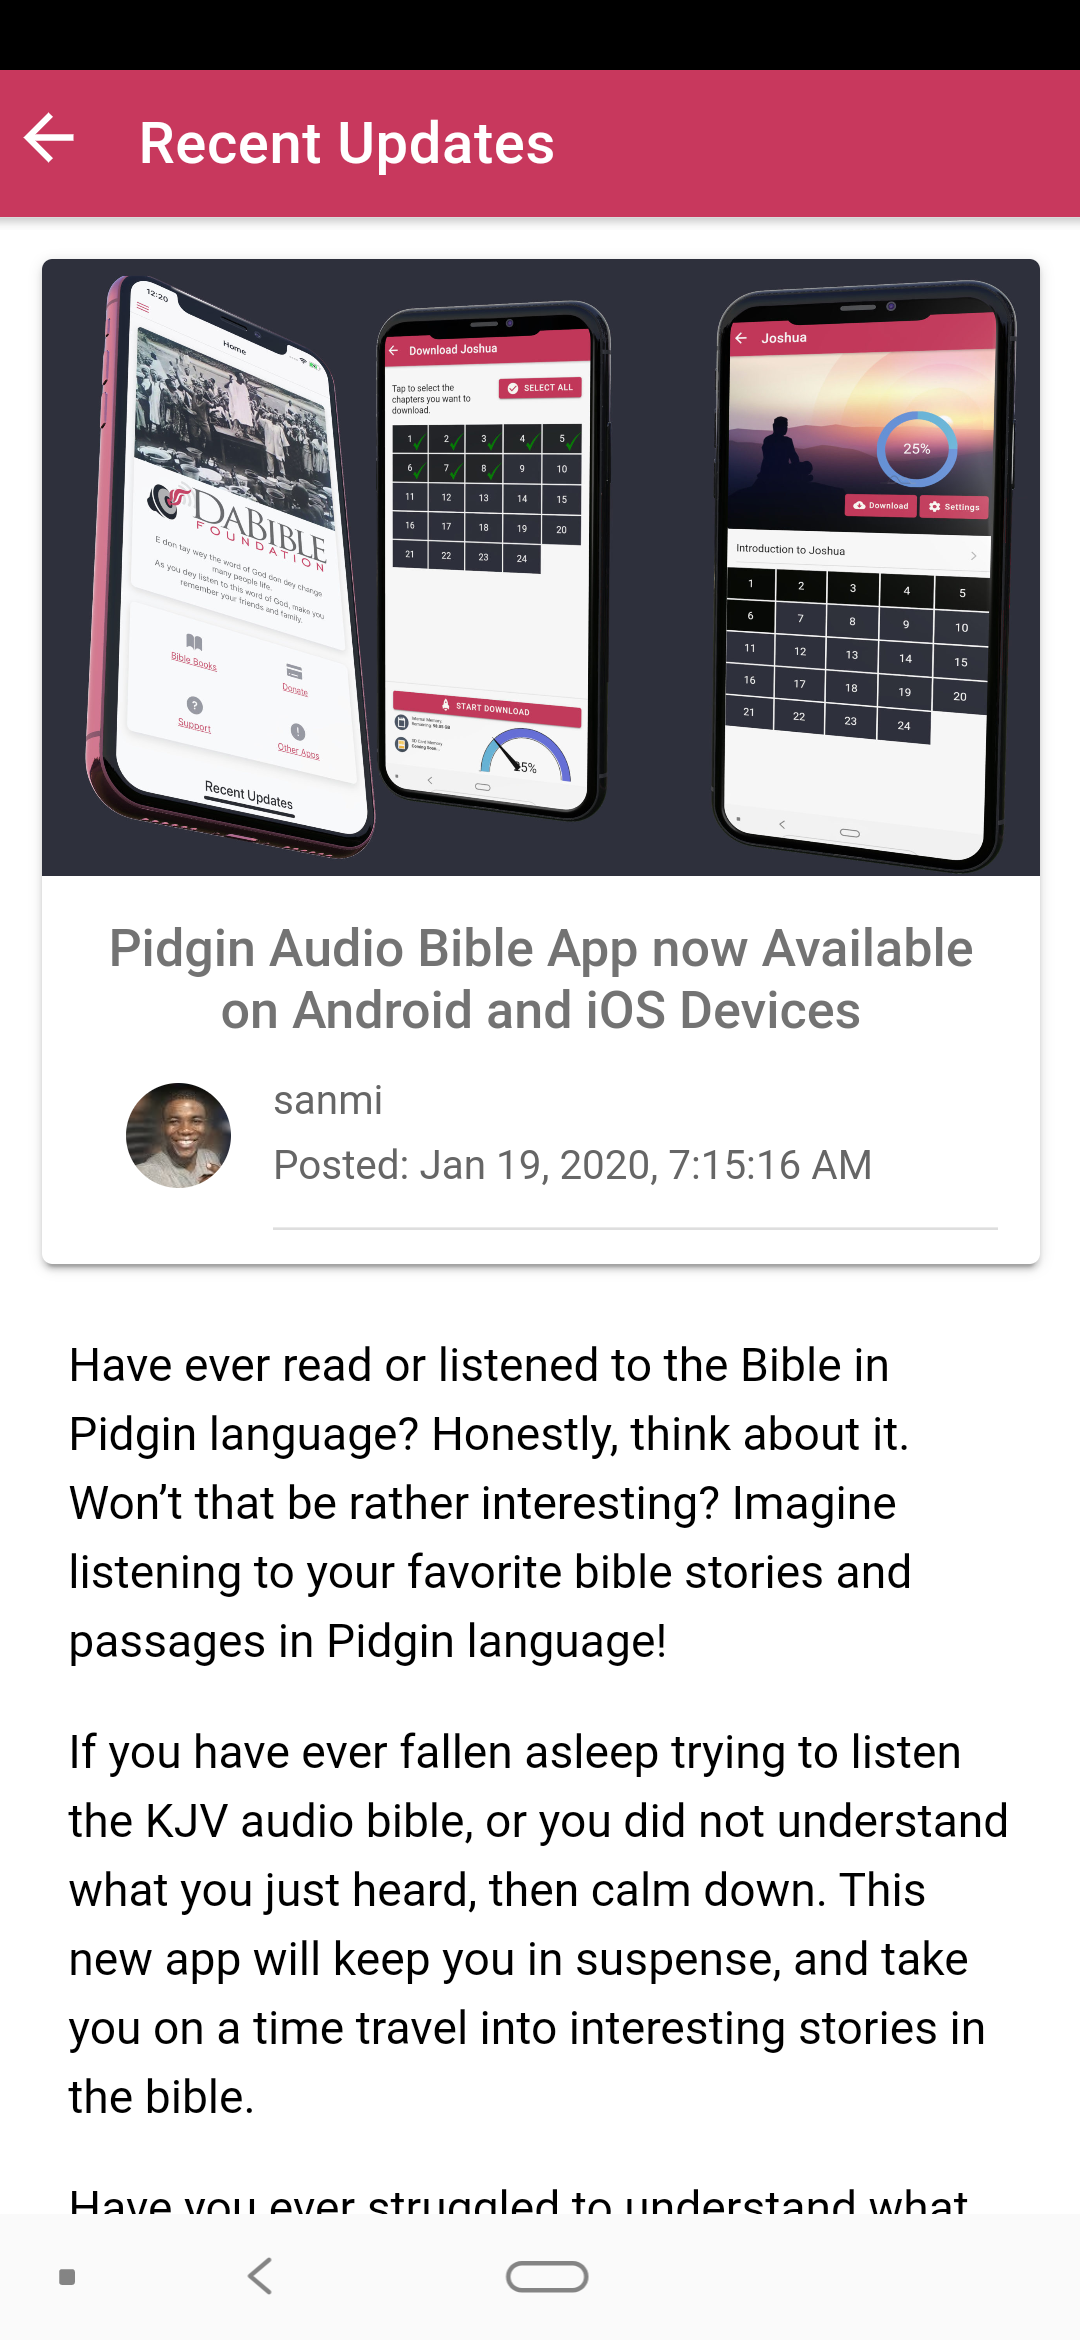 Recent Updates
12:20
Home
DABIBLE
FOUNDATION
E don tay wey the word of God don dey change
many people life.
As you dey listen to this word of God, make you
remember your friends and family.
Bible Books
Donate
Support
Other Apps
Recent Updates
Download Joshua
Tap to select the
chapters you want to
download.
SELECT ALL
1 2 3 4 5
6 7 8 9 10
11 12 13 14 15
16 17 18 19 20
21 22 23 24
START DOWNLOAD
Internal Memory
Coming Soon...
25%
Joshua
25%
Download Settings
Introduction to Joshua
1 2 3 4 5
6 7 8 9 10
11 12 13 14 15
16 17 18 19 20
21 22 23 24
Pidgin Audio Bible App now Available
on Android and iOS Devices
sanmi
Posted: Jan 19, 2020, 7:15:16 AM
Have ever read or listened to the Bible in
Pidgin language? Honestly, think about it.
Won’t that be rather interesting? Imagine
listening to your favorite bible stories and
passages in Pidgin language!
If you have ever fallen asleep trying to listen
the KJV audio bible, or you did not understand
what you just heard, then calm down. This
new app will keep you in suspense, and take
you on a time travel into interesting stories in
the bible.
Have you ever struggled to understand what